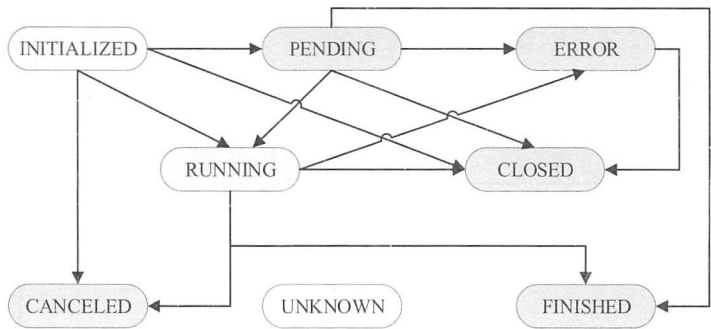 INITIALIZED
PENDING
ERROR
RUNNING
CLOSED
CANCELED
UNKNOWN
FINISHED